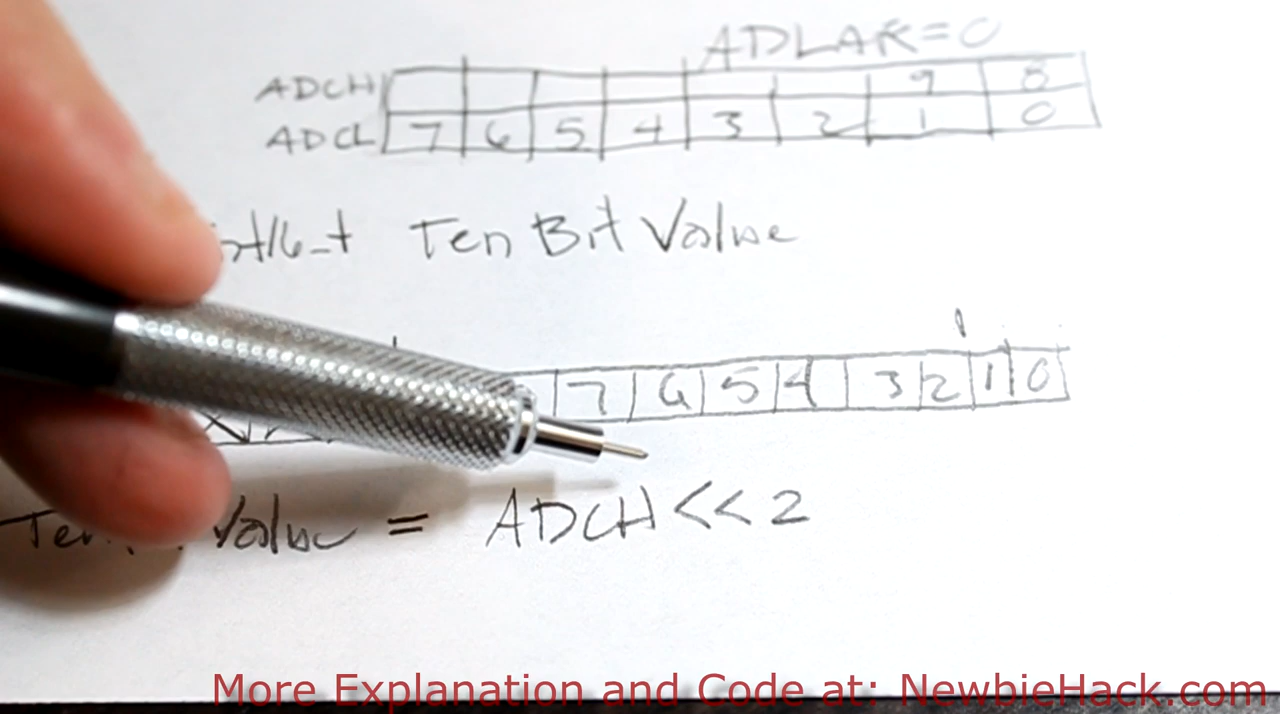 ADLAR=0
ADCH 9 8
ADCL 7 6 5 4 3 2 1 0
Ten Bit Value
7 6 5 4 3 2 1 0
Value = ADCH << 2
More Explanation and Code at: NewbieHack.com